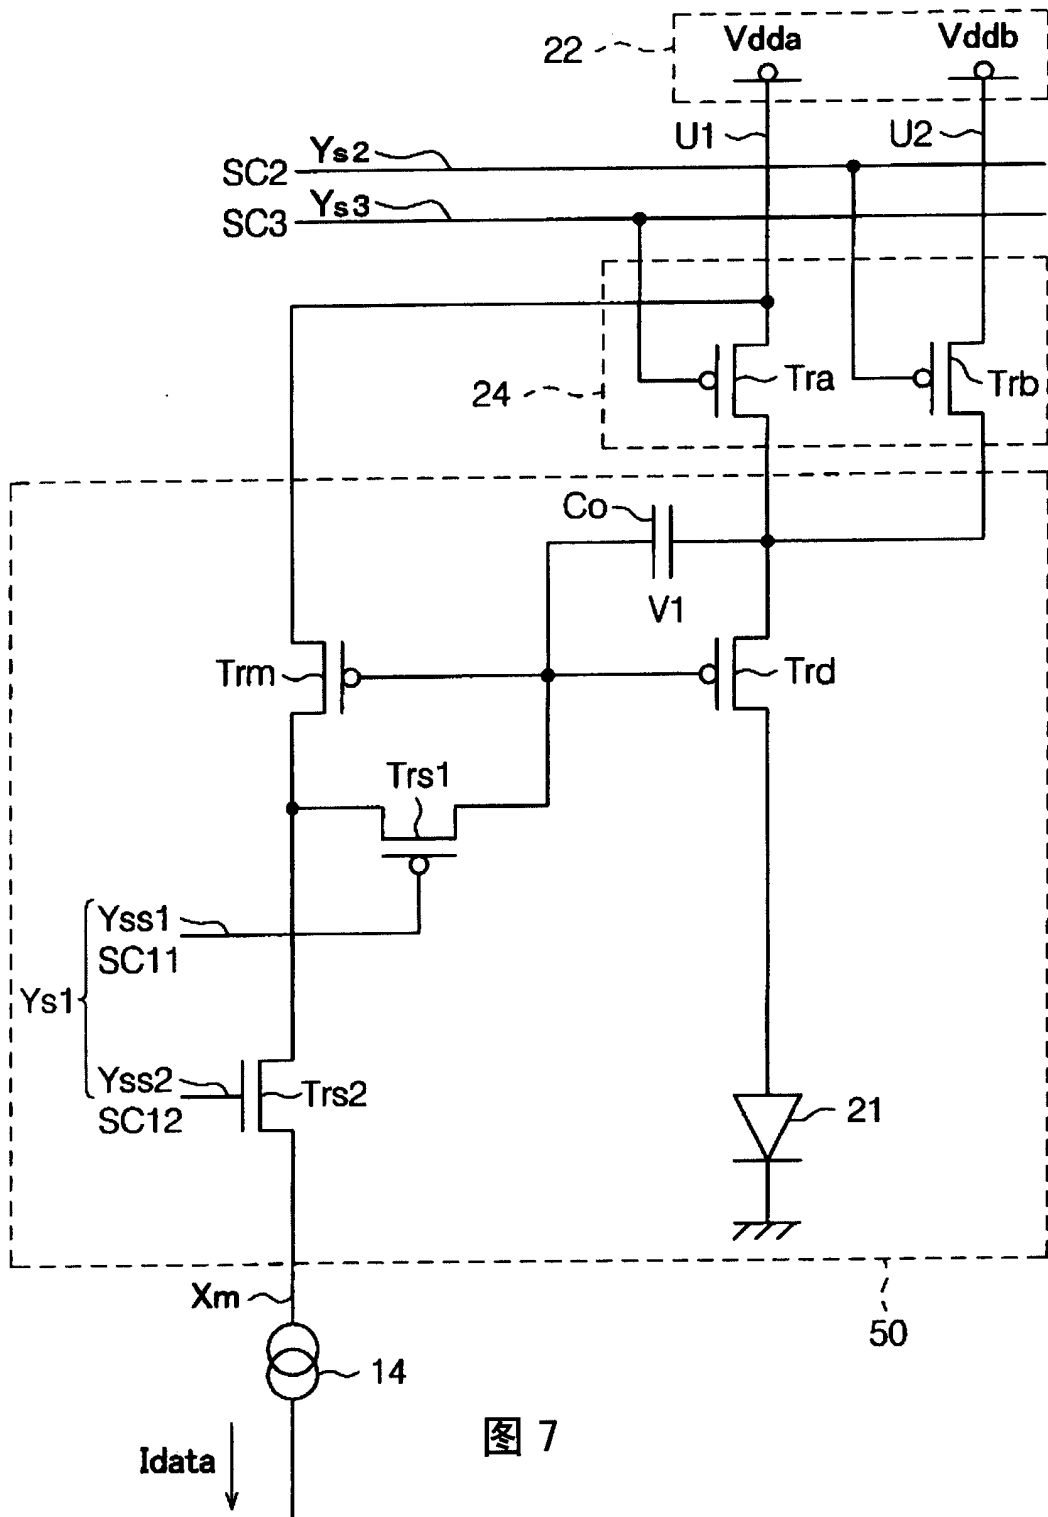 22
Vdda
Vddb
U1
U2
Ys2
SC2
Ys3
SC3
24
Tra
Trb
Co
V1
Trm
Trd
Trs1
Yss1
SC11
Ys1
Yss2
SC12
Trs2
21
Xm
50
14
Idata
图 7